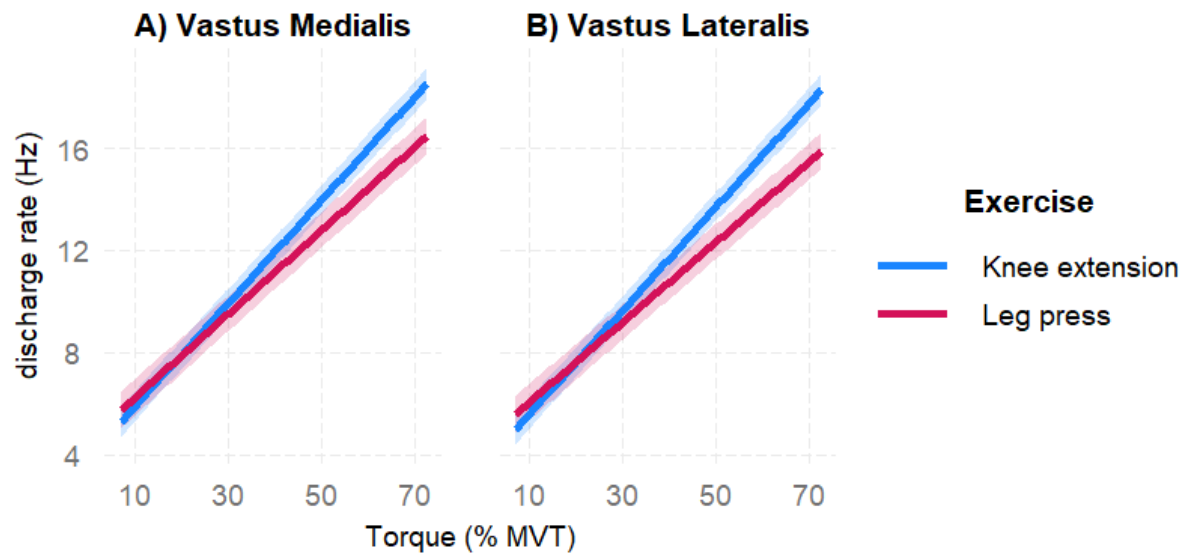 A) Vastus Medialis
B) Vastus Lateralis
discharge rate (Hz)
16
12
8
4
10 30 50 70
10 30 50 70
Torque (% MVT)
Exercise
Knee extension
Leg press